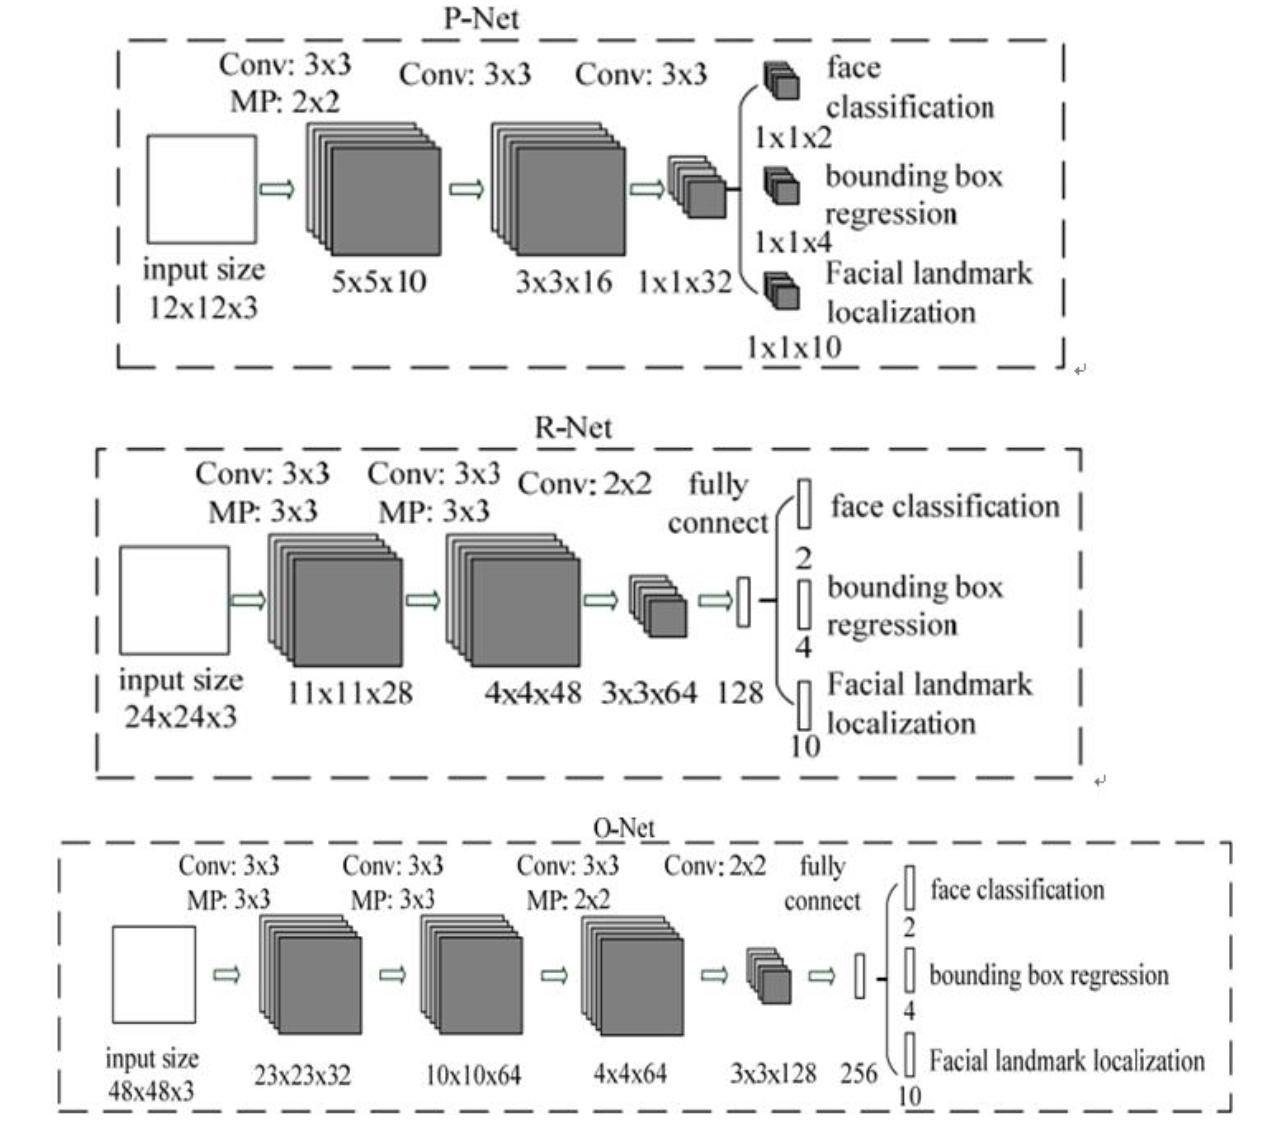 P-Net
Conv: 3x3
MP: 2x2
Conv: 3x3
Conv: 3x3
face
classification
1x1x2
bounding box
regression
1x1x4
Facial landmark
localization
1x1x10
input size
12x12x3
5x5x10
3x3x16
1x1x32
R-Net
Conv: 3x3
MP: 3x3
Conv: 3x3
MP: 3x3
Conv: 2x2
fully
connect
face classification
2
bounding box
regression
4
Facial landmark
localization
10
input size
24x24x3
11x11x28
4x4x48
3x3x64
128
O-Net
Conv: 3x3
MP: 3x3
Conv: 3x3
MP: 3x3
Conv: 3x3
MP: 2x2
Conv: 2x2
fully
connect
face classification
2
bounding box regression
4
Facial landmark localization
10
input size
48x48x3
23x23x32
10x10x64
4x4x64
3x3x128
256